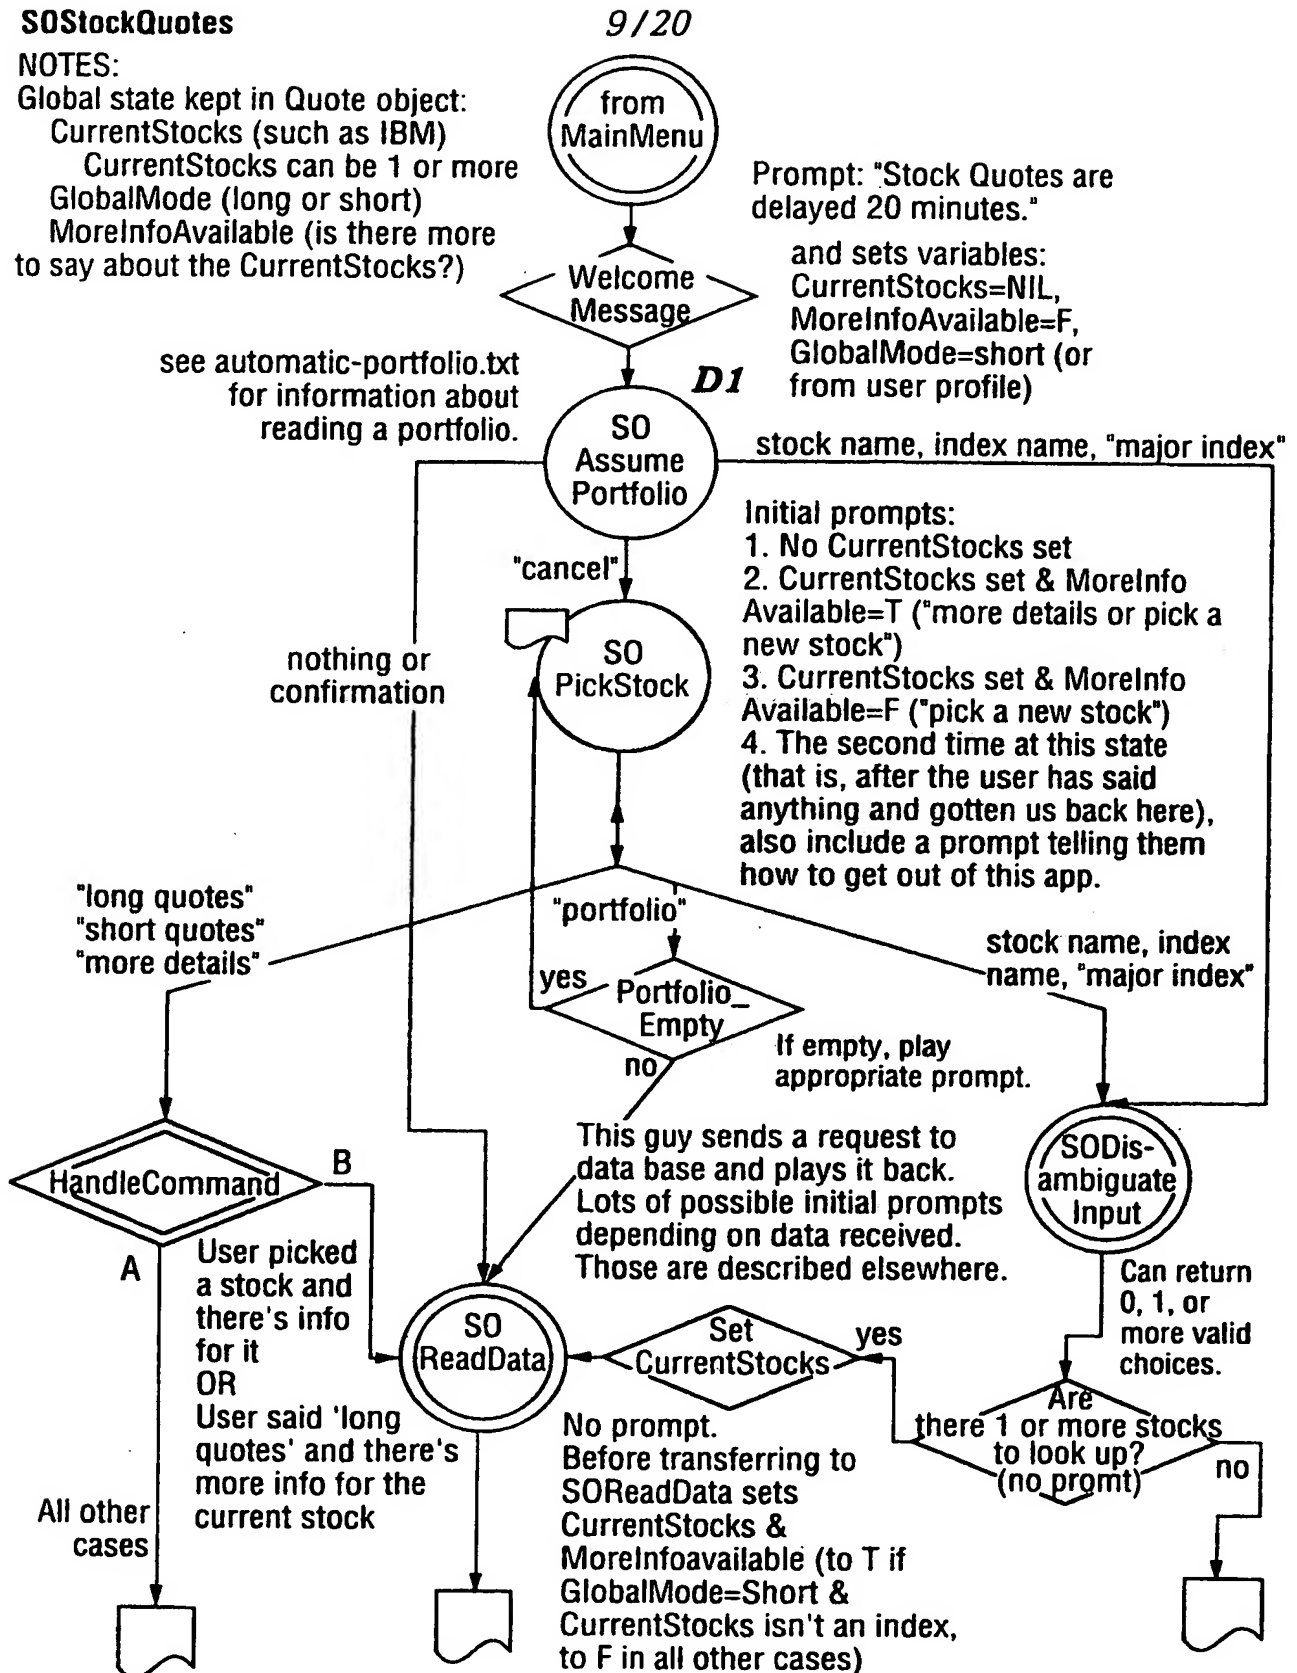 SOStockQuotes
9/20
NOTES:
Global state kept in Quote object:
CurrentStocks (such as IBM)
CurrentStocks can be 1 or more
GlobalMode (long or short)
MoreInfoAvailable (is there more
to say about the CurrentStocks?)
from
MainMenu
Prompt: "Stock Quotes are
delayed 20 minutes."
and sets variables:
CurrentStocks=NIL,
MoreInfoAvailable=F,
GlobalMode=short (or
from user profile)
Welcome
Message
see automatic-portfolio.txt
for information about
reading a portfolio.
D1
SO
Assume
Portfolio
stock name, index name, "major index"
"cancel"
Initial prompts:
1. No CurrentStocks set
2. CurrentStocks set & MoreInfo
Available=T ("more details or pick a
new stock")
3. CurrentStocks set & MoreInfo
Available=F ("pick a new stock")
4. The second time at this state
(that is, after the user has said
anything and gotten us back here),
also include a prompt telling them
how to get out of this app.
SO
PickStock
nothing or
confirmation
"long quotes"
"short quotes"
"more details"
"portfolio"
stock name, index
name, "major index"
yes
Portfolio_
Empty
no
If empty, play
appropriate prompt.
This guy sends a request to
data base and plays it back.
Lots of possible initial prompts
depending on data received.
Those are described elsewhere.
SODis-
ambiguate
Input
HandleCommand
B
A
User picked
a stock and
there's info
for it
OR
User said 'long
quotes' and there's
more info for the
current stock
All other
cases
SO
ReadData
Set
CurrentStocks
yes
Can return
0, 1, or
more valid
choices.
Are
there 1 or more stocks
to look up?
(no promt)
no
No prompt.
Before transferring to
SOReadData sets
CurrentStocks &
MoreInfoavailable (to T if
GlobalMode=Short &
CurrentStocks isn't an index,
to F in all other cases)